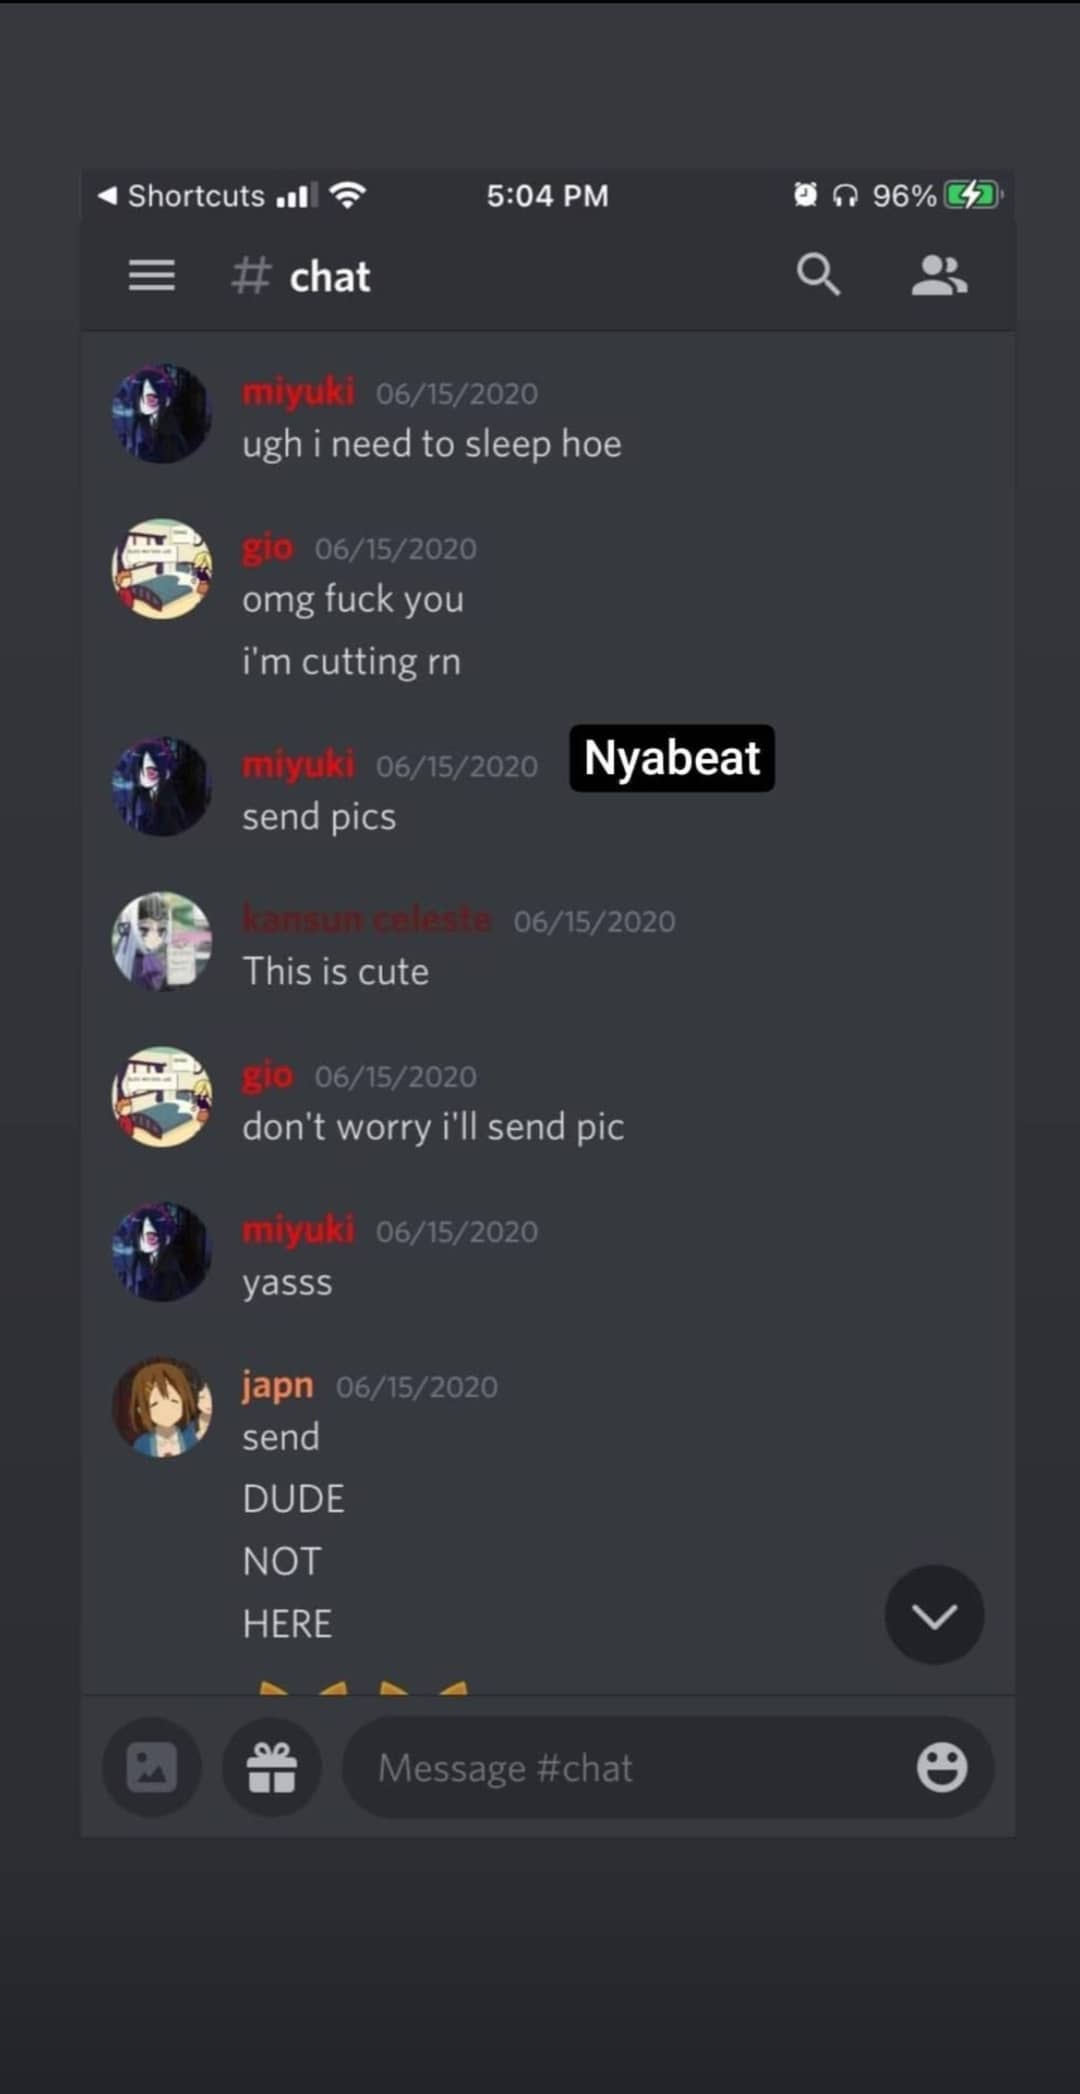 Shortcuts 5:04 PM 96%
# chat
miyuki 06/15/2020
ugh i need to sleep hoe
gio 06/15/2020
omg fuck you
i'm cutting rn
miyuki 06/15/2020 Nyabeat
send pics
kansun celeste 06/15/2020
This is cute
gio 06/15/2020
don't worry i'll send pic
miyuki 06/15/2020
yasss
japn 06/15/2020
send
DUDE
NOT
HERE
Message #chat